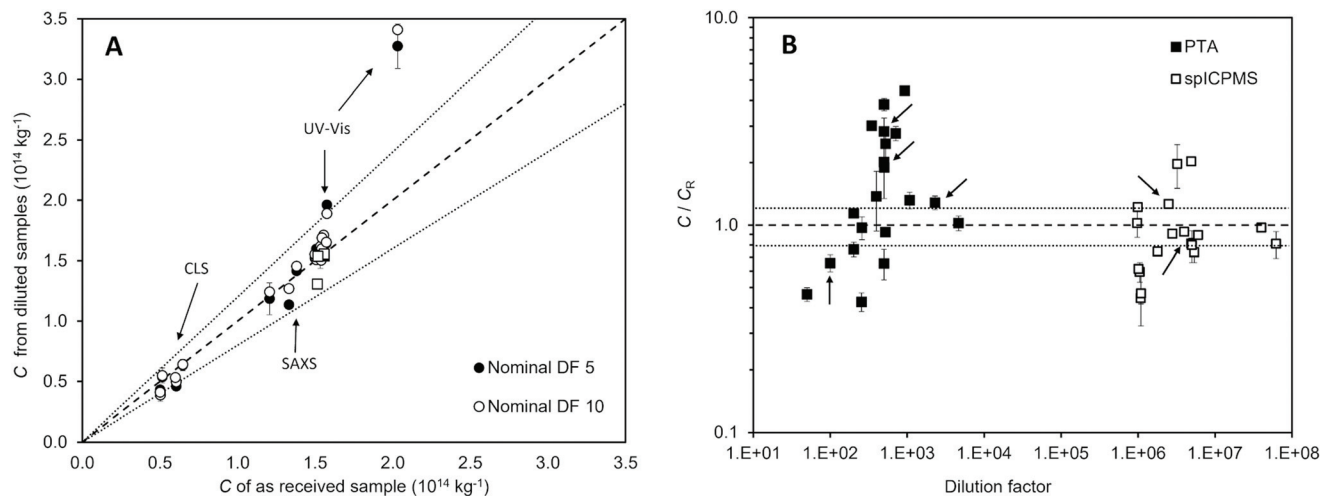 A
3.5
3.0
2.5
2.0
1.5
1.0
0.5
0.0
C from diluted samples (10¹⁴ kg⁻¹)
UV-Vis
CLS
SAXS
Nominal DF 5
Nominal DF 10
0.0 0.5 1.0 1.5 2.0 2.5 3.0 3.5
C of as received sample (10¹⁴ kg⁻¹)
B
10.0
1.0
0.1
C / C_R
PTA
spICPMS
1.E+01 1.E+02 1.E+03 1.E+04 1.E+05 1.E+06 1.E+07 1.E+08
Dilution factor